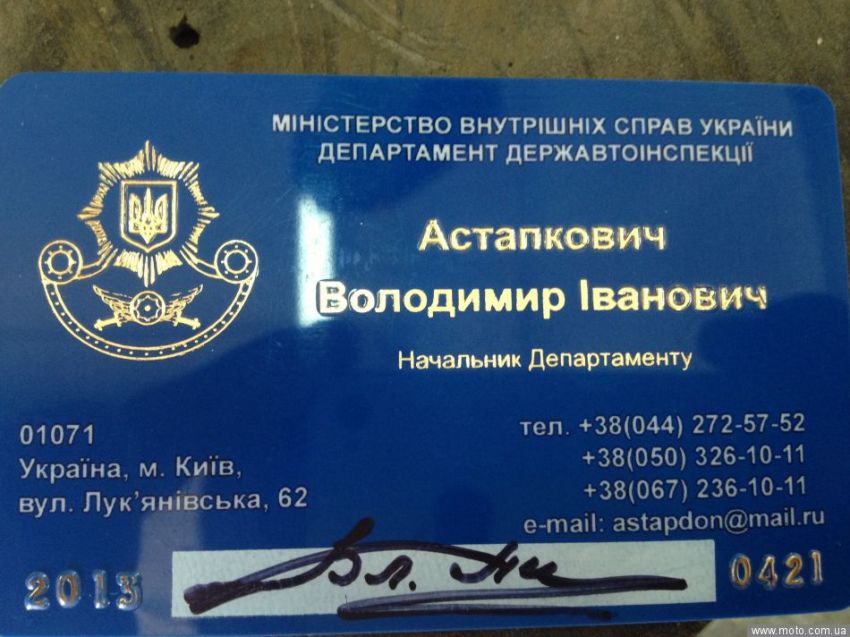 МІНІСТЕРСТВО ВНУТРІШНІХ СПРАВ УКРАЇНИ
ДЕПАРТАМЕНТ ДЕРЖАВТОІНСПЕКЦІЇ
Астапкович
Володимир Іванович
Начальник Департаменту
01071
Україна, м. Київ,
вул. Лук'янівська, 62
тел. +38(044) 272-57-52
+38(050) 326-10-11
+38(067) 236-10-11
e-mail: astapdon@mail.ru
2013
Вл.
0421
www.moto.com.ua